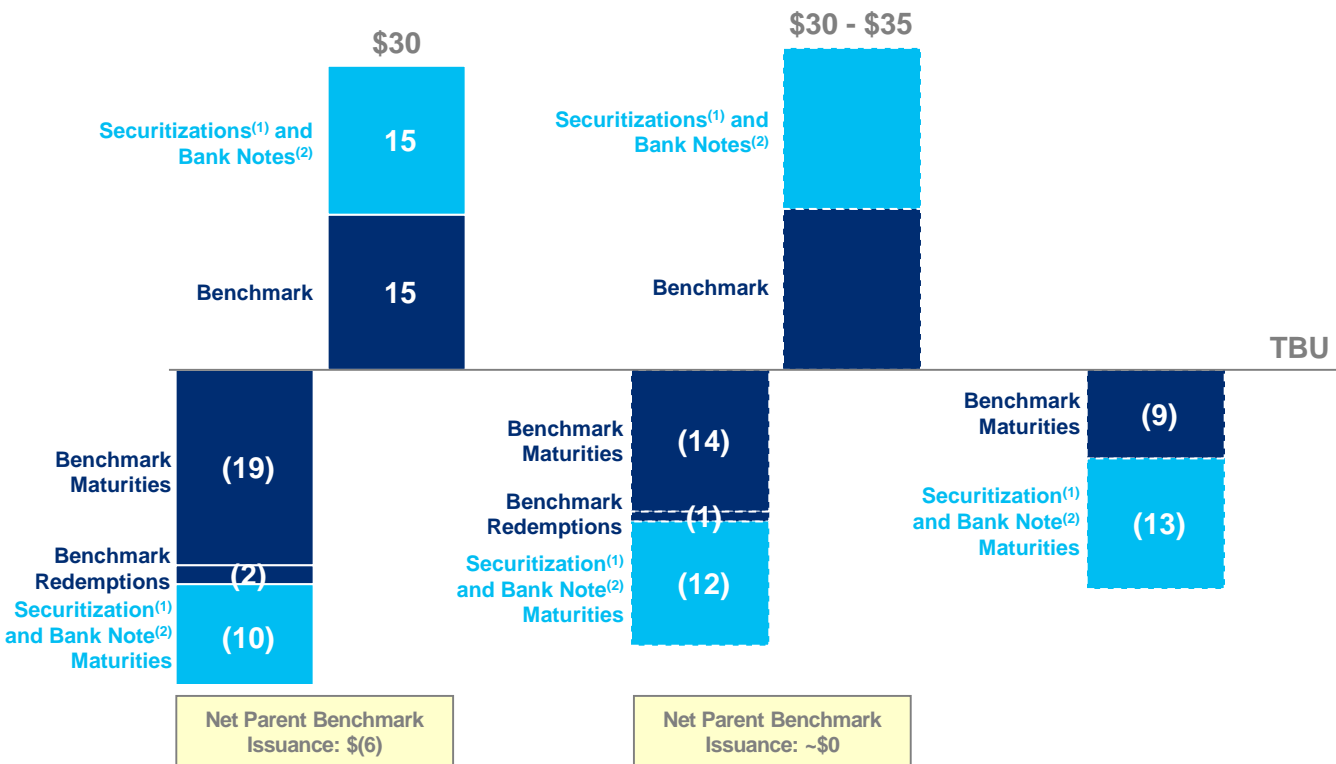 $30
Securitizations(1) and
Bank Notes(2)
15
Benchmark
15
Benchmark
Maturities
(19)
Benchmark
Redemptions
(2)
Securitization(1)
and Bank Note(2)
Maturities
(10)
Net Parent Benchmark
Issuance: $(6)
$30 - $35
Securitizations(1) and
Bank Notes(2)
Benchmark
Benchmark
Maturities
(14)
Benchmark
Redemptions
(1)
Securitization(1)
and Bank Note(2)
Maturities
(12)
Net Parent Benchmark
Issuance: ~$0
TBU
Benchmark
Maturities
(9)
Securitization(1)
and Bank Note(2)
Maturities
(13)